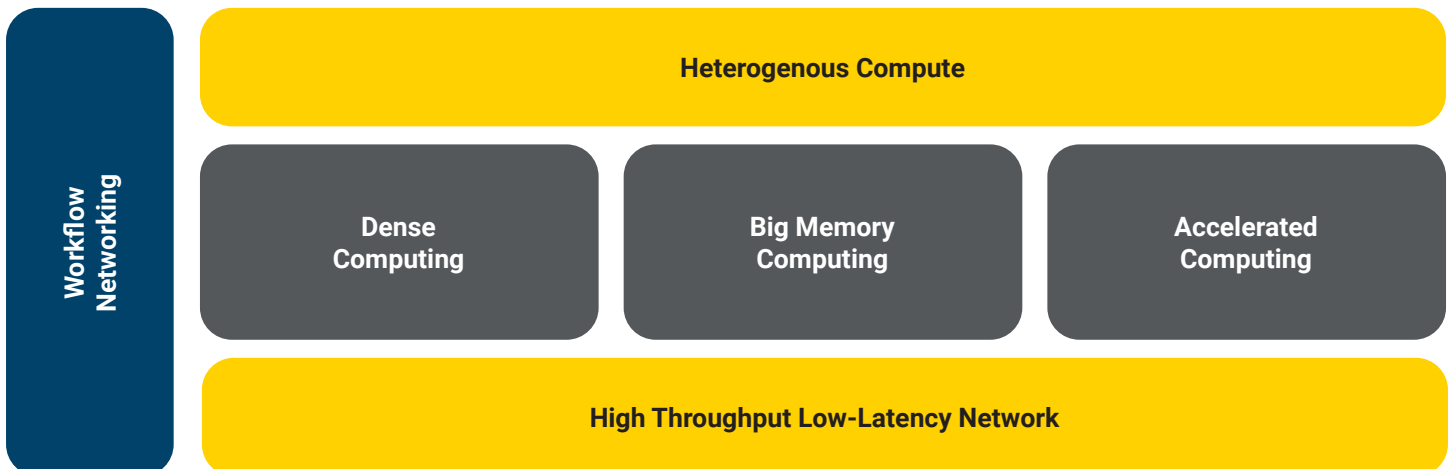 Workflow
Networking
Heterogenous Compute
Dense
Computing
Big Memory
Computing
Accelerated
Computing
High Throughput Low-Latency Network